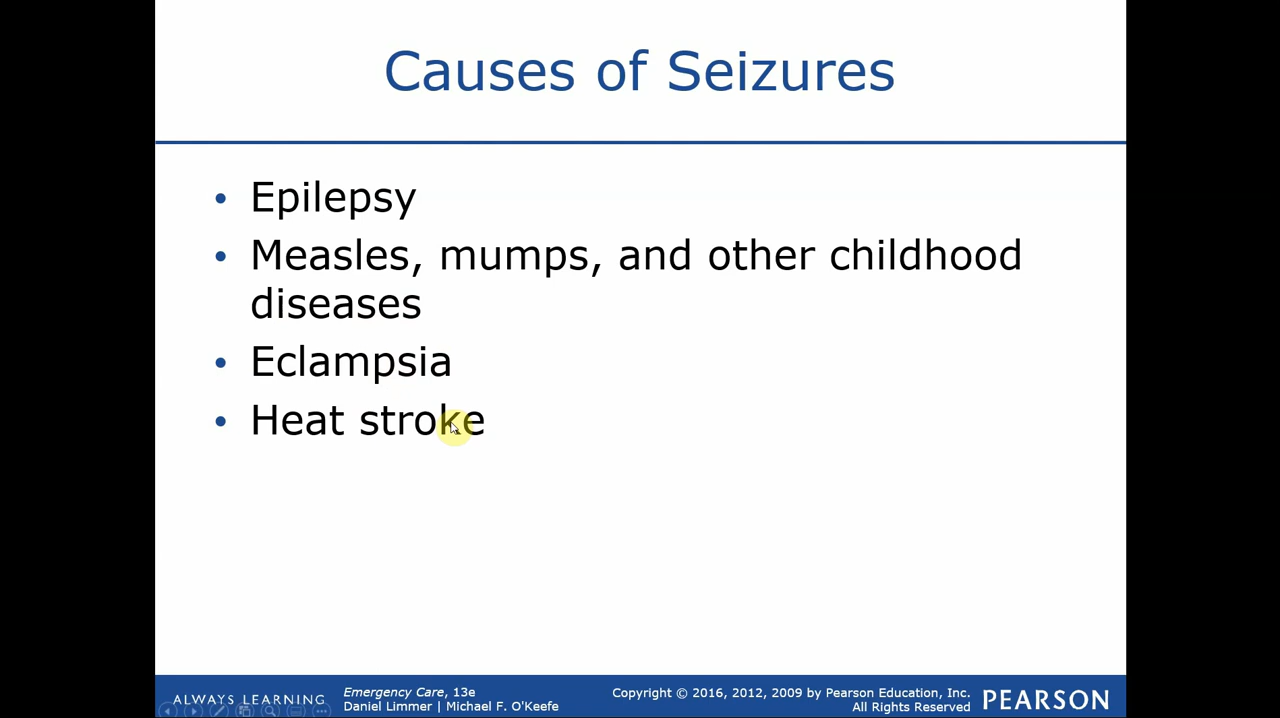 Causes of Seizures
• Epilepsy
• Measles, mumps, and other childhood
diseases
• Eclampsia
• Heat stroke
ALWAYS LEARNING
Emergency Care, 13e
Daniel Limmer | Michael F. O'Keefe
Copyright © 2016, 2012, 2009 by Pearson Education, Inc.
All Rights Reserved
PEARSON